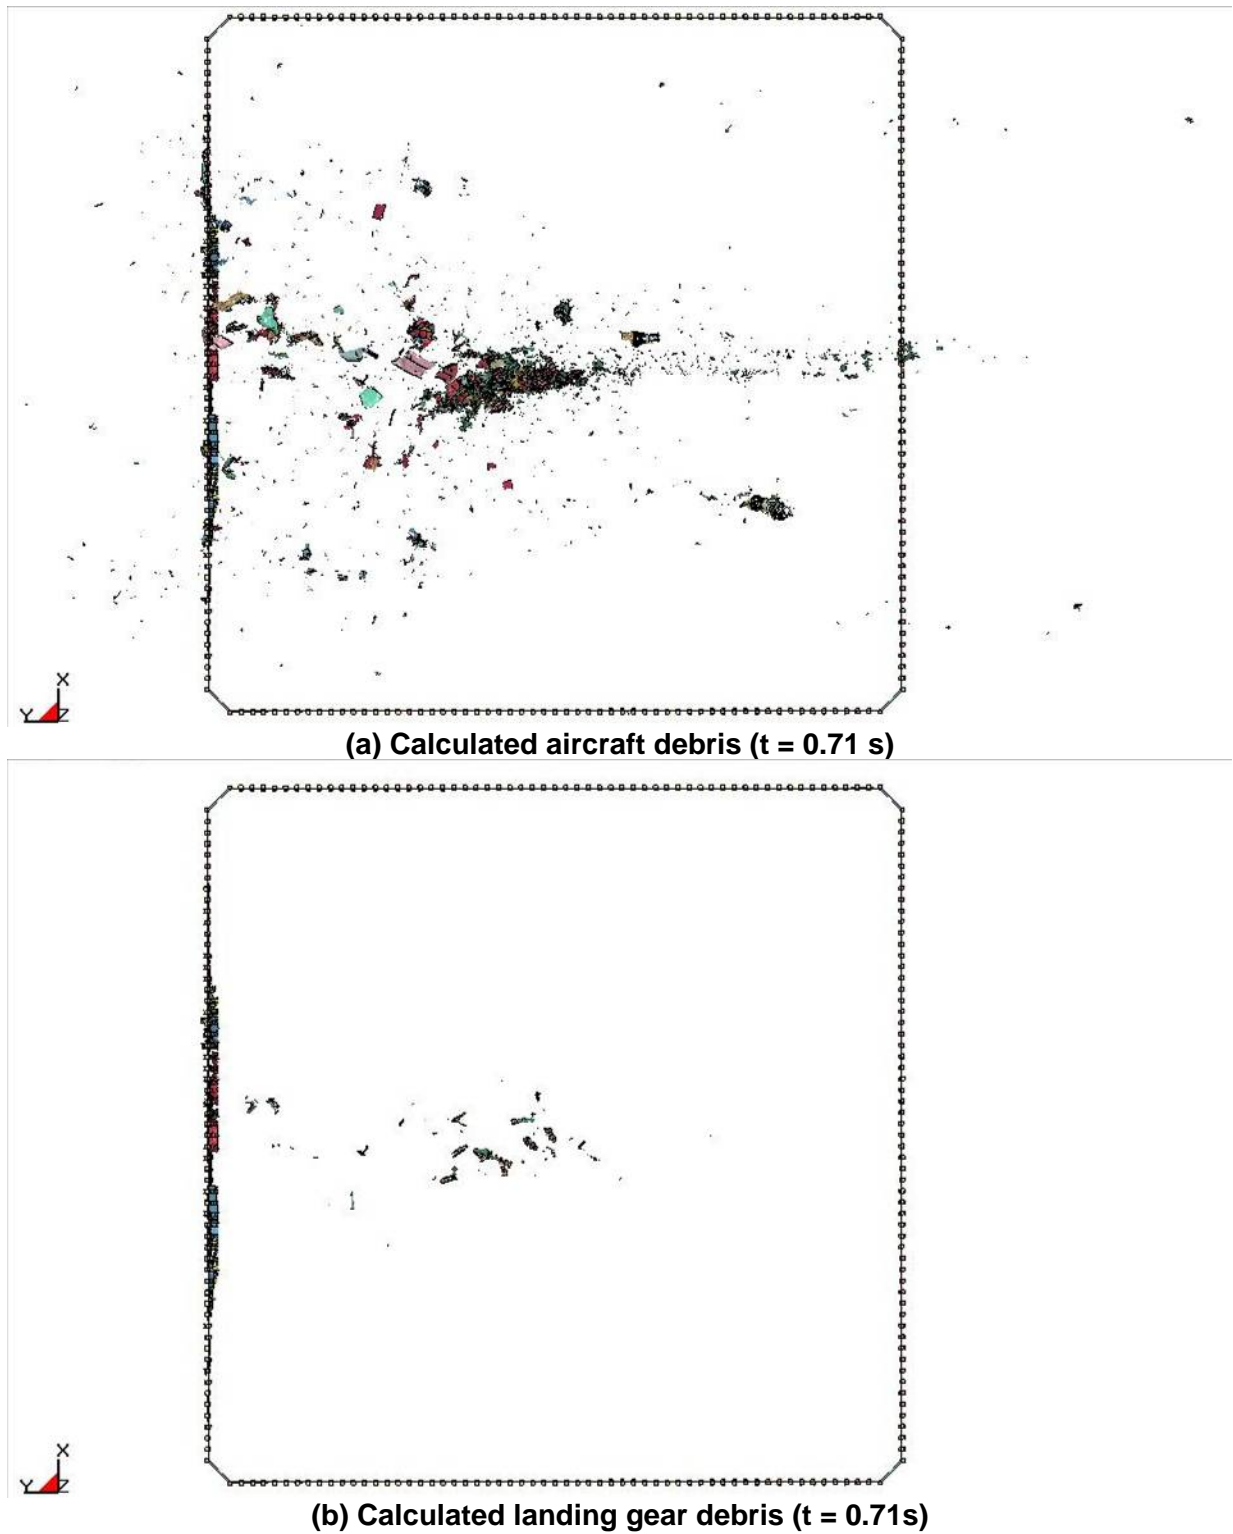 X
Y Z
(a) Calculated aircraft debris (t = 0.71 s)
X
Y Z
(b) Calculated landing gear debris (t = 0.71s)